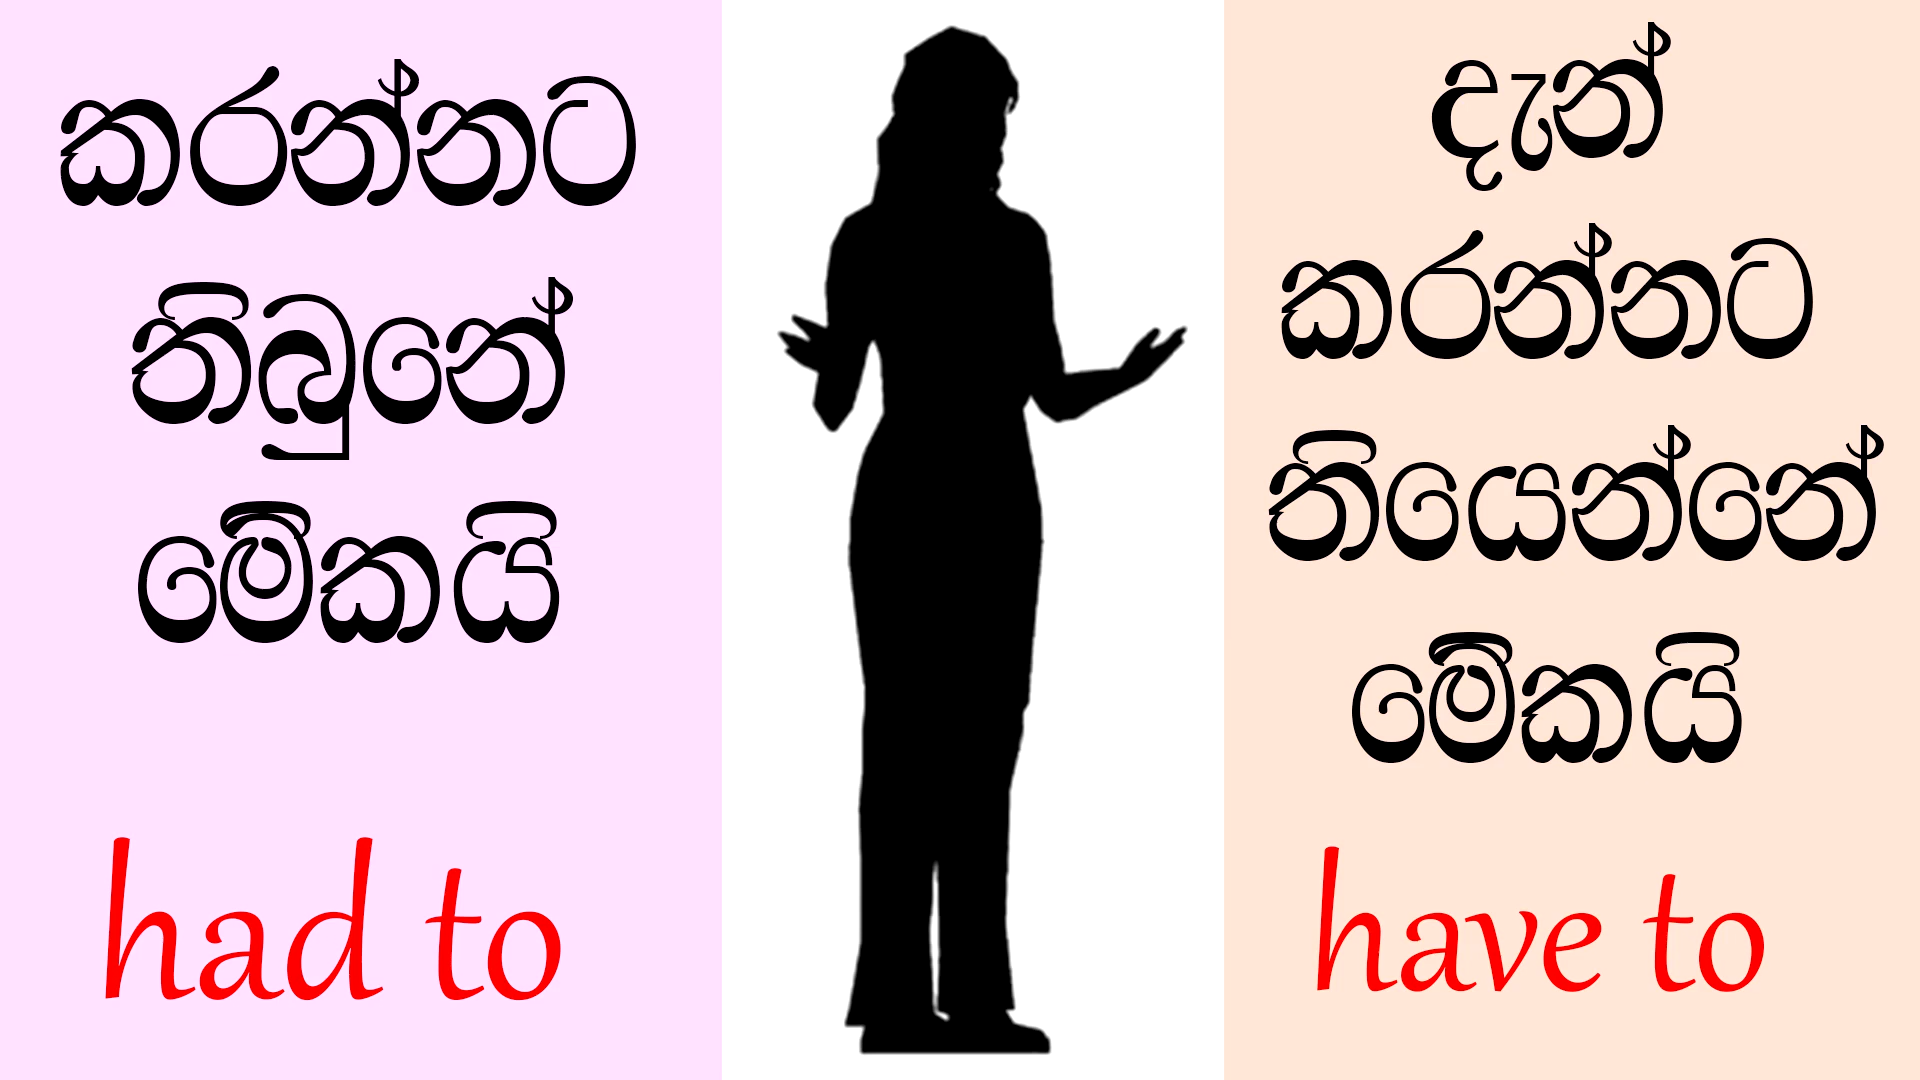 කරන්නට
තිබුනේ
මේකයි
had to
දැන්
කරන්නට
තියෙන්නේ
මේකයි
have to